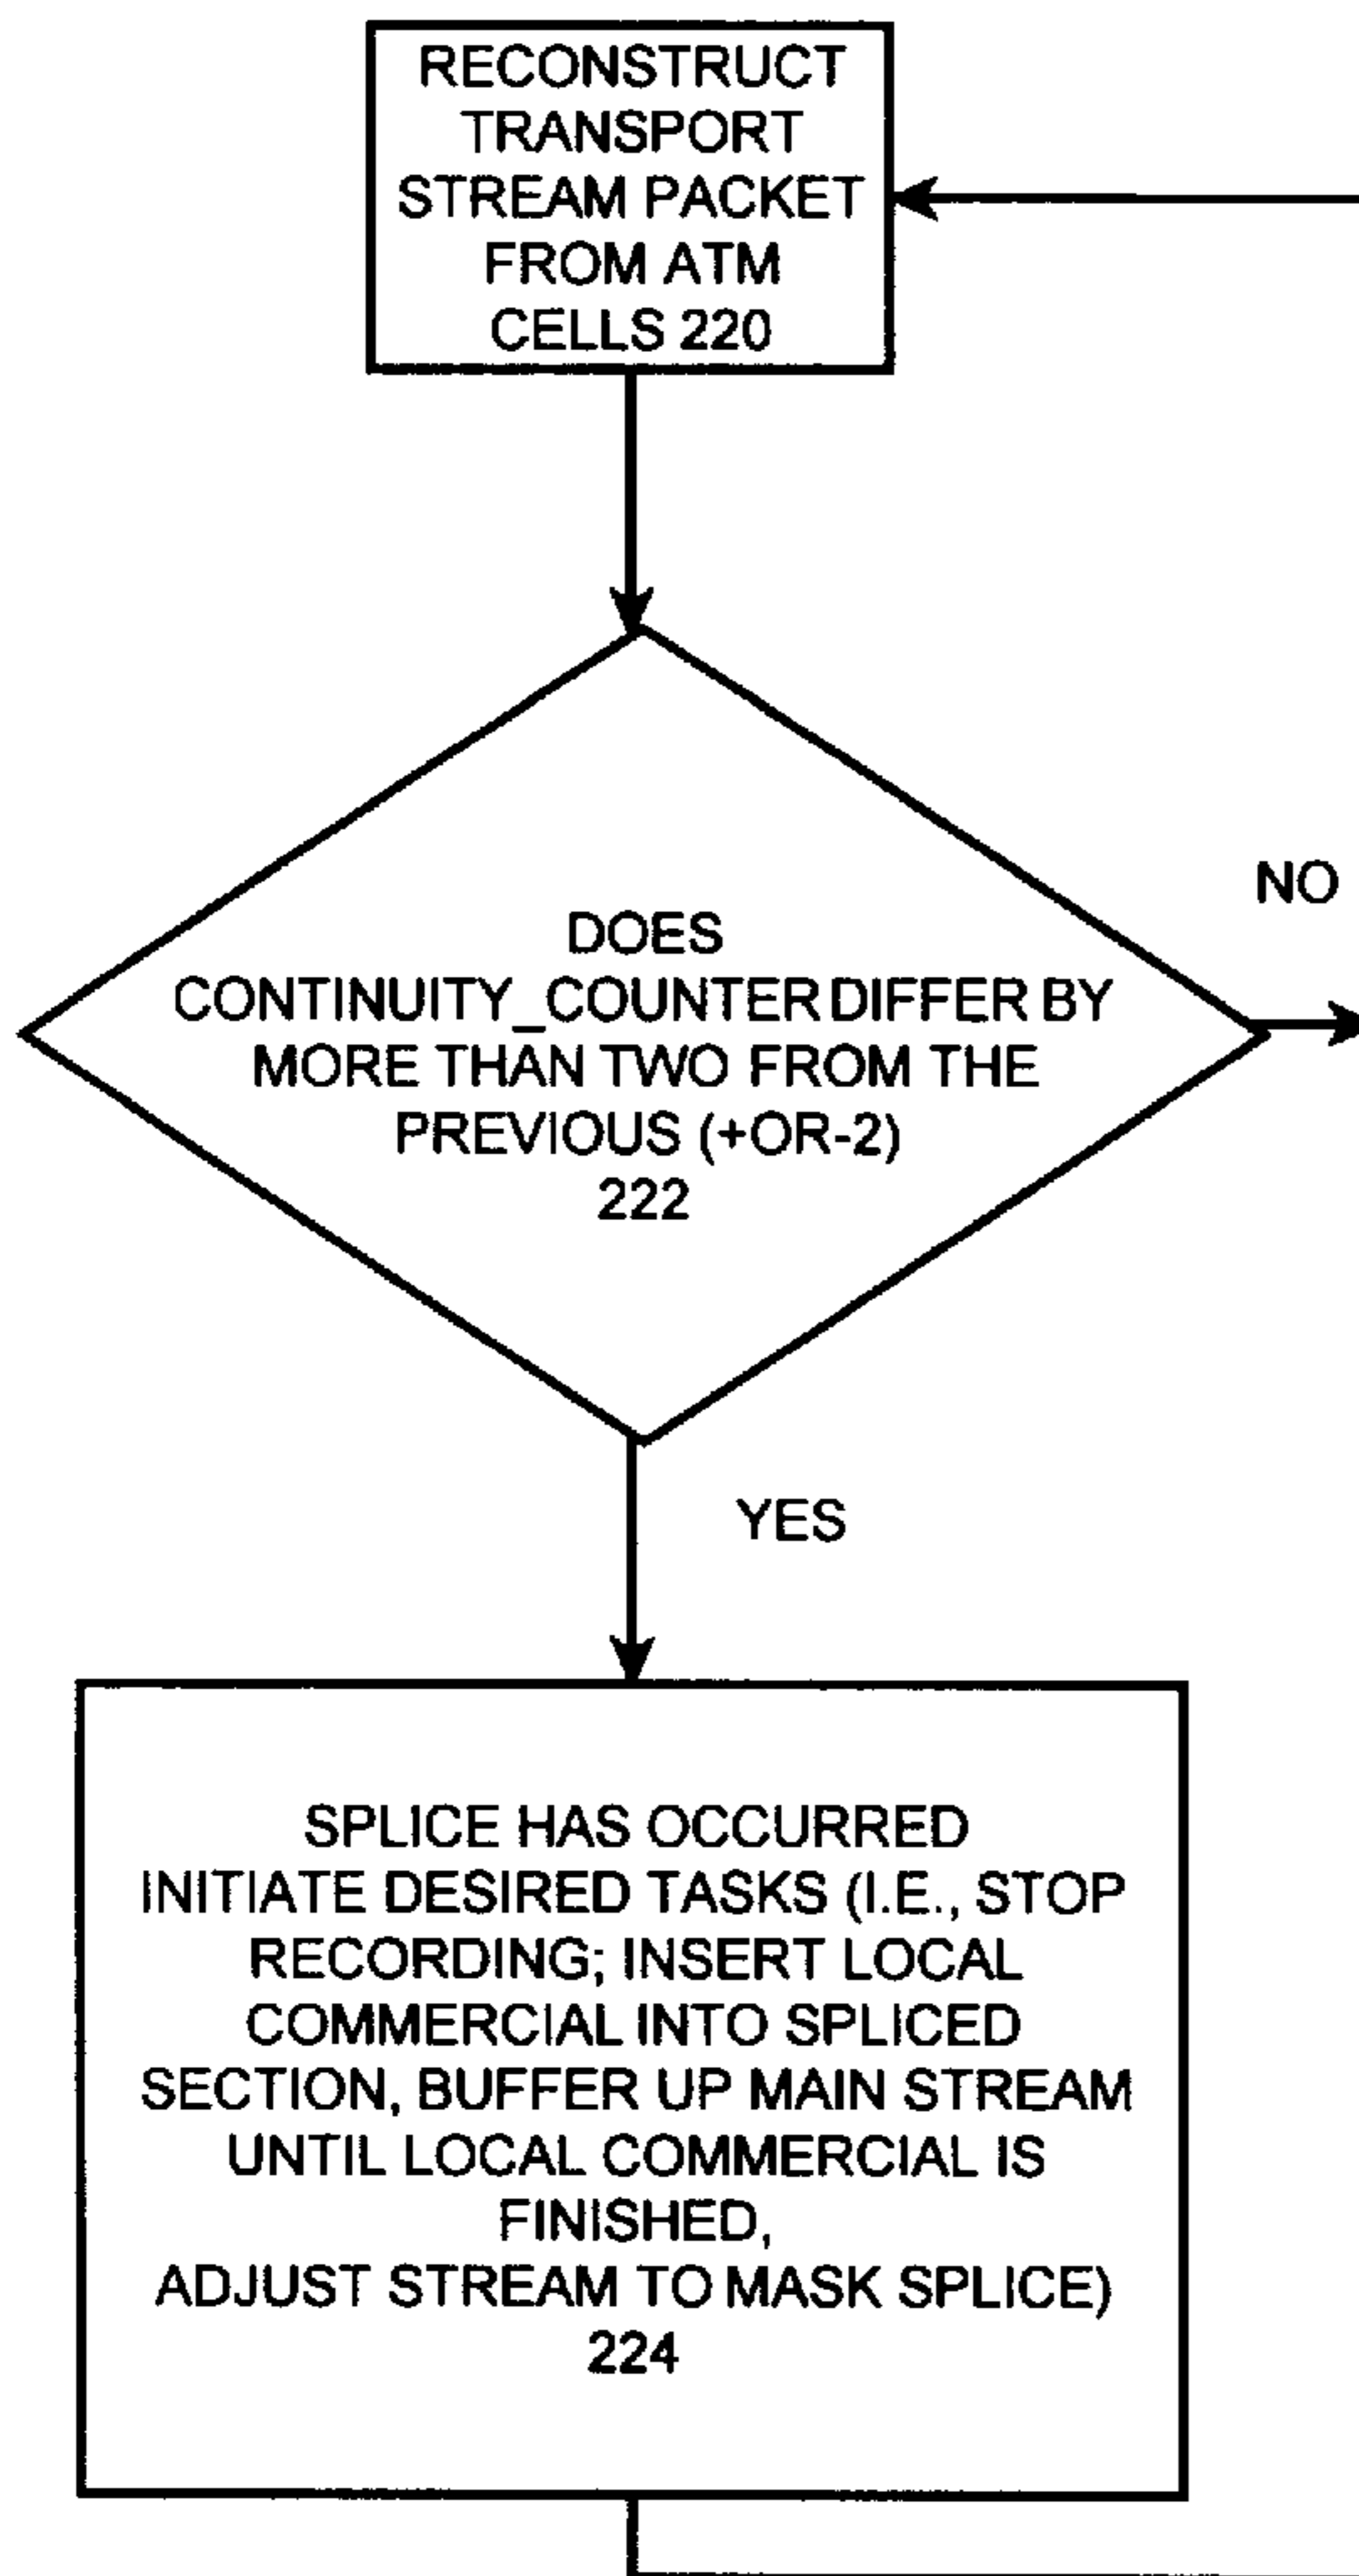 RECONSTRUCT
TRANSPORT
STREAM PACKET
FROM ATM
CELLS 220
NO
DOES
CONTINUITY_COUNTER DIFFER BY
MORE THAN TWO FROM THE
PREVIOUS (+OR-2)
222
YES
SPLICE HAS OCCURRED
INITIATE DESIRED TASKS (I.E., STOP
RECORDING; INSERT LOCAL
COMMERCIAL INTO SPLICED
SECTION, BUFFER UP MAIN STREAM
UNTIL LOCAL COMMERCIAL IS
FINISHED,
ADJUST STREAM TO MASK SPLICE)
224